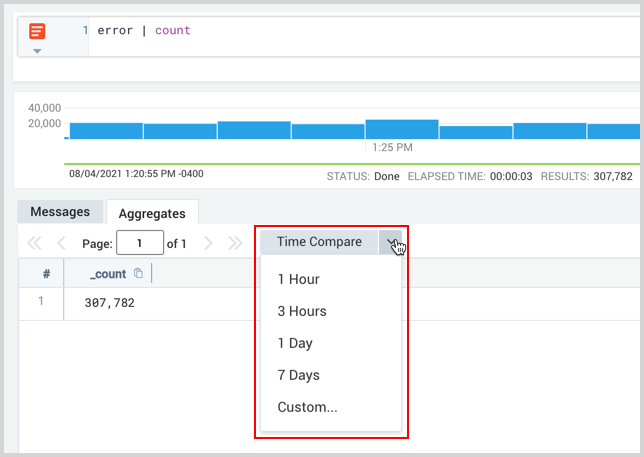 1 error | count
40,000
20,000
1:25 PM
08/04/2021 1:20:55 PM -0400
STATUS: Done ELAPSED TIME: 00:00:03 RESULTS: 307,782
Messages Aggregates
Page: 1 of 1 Time Compare
# _count
1 307,782
1 Hour
3 Hours
1 Day
7 Days
Custom...